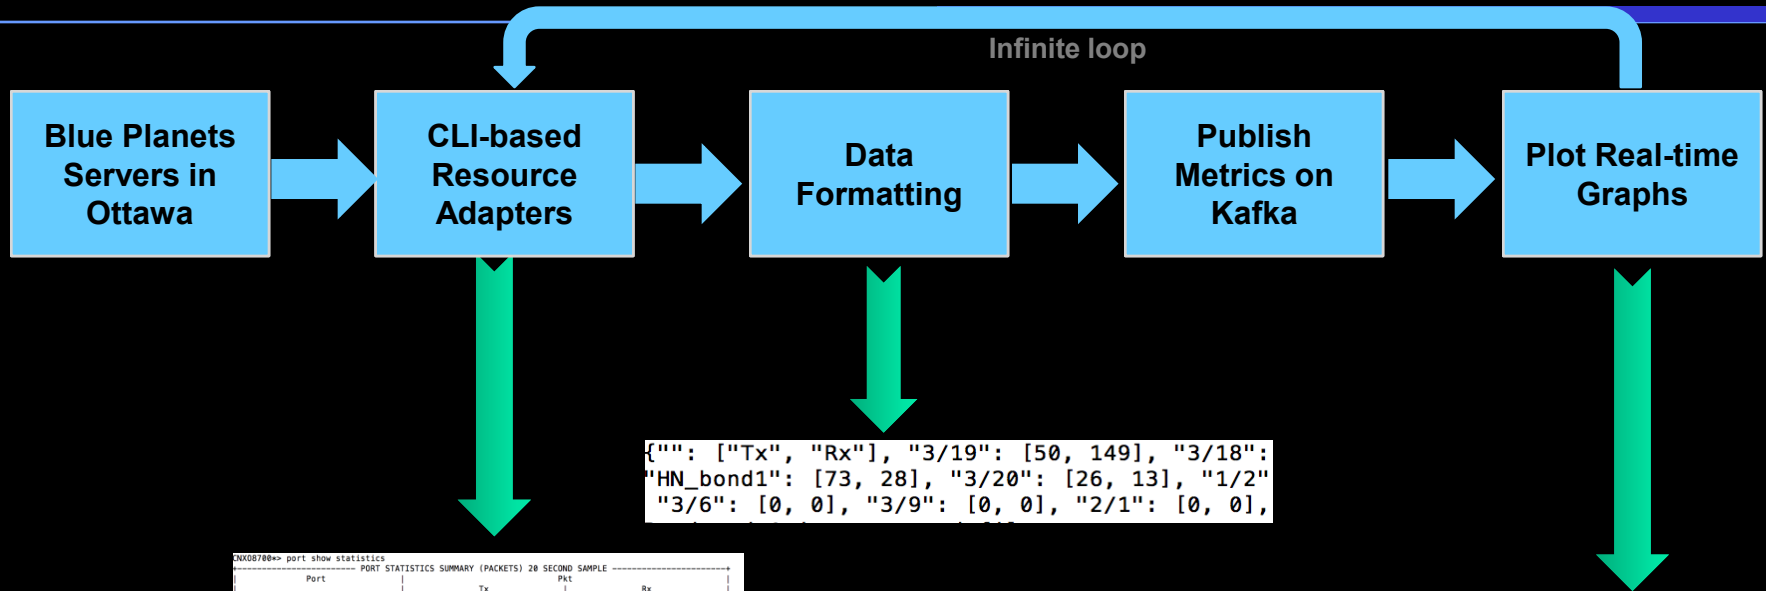 Infinite loop
Blue Planets
Servers in
Ottawa
CLI-based
Resource
Adapters
Data
Formatting
Publish
Metrics on
Kafka
Plot Real-time
Graphs
{"": ["Tx", "Rx"], "3/19": [50, 149], "3/18":
"HN_bond1": [73, 28], "3/20": [26, 13], "1/2"
"3/6": [0, 0], "3/9": [0, 0], "2/1": [0, 0],
CNXO8700*> port show statistics
+------------------------ PORT STATISTICS SUMMARY (PACKETS) 20 SECOND SAMPLE -----------------------+
| Port | Pkt |
| | Tx | Rx |